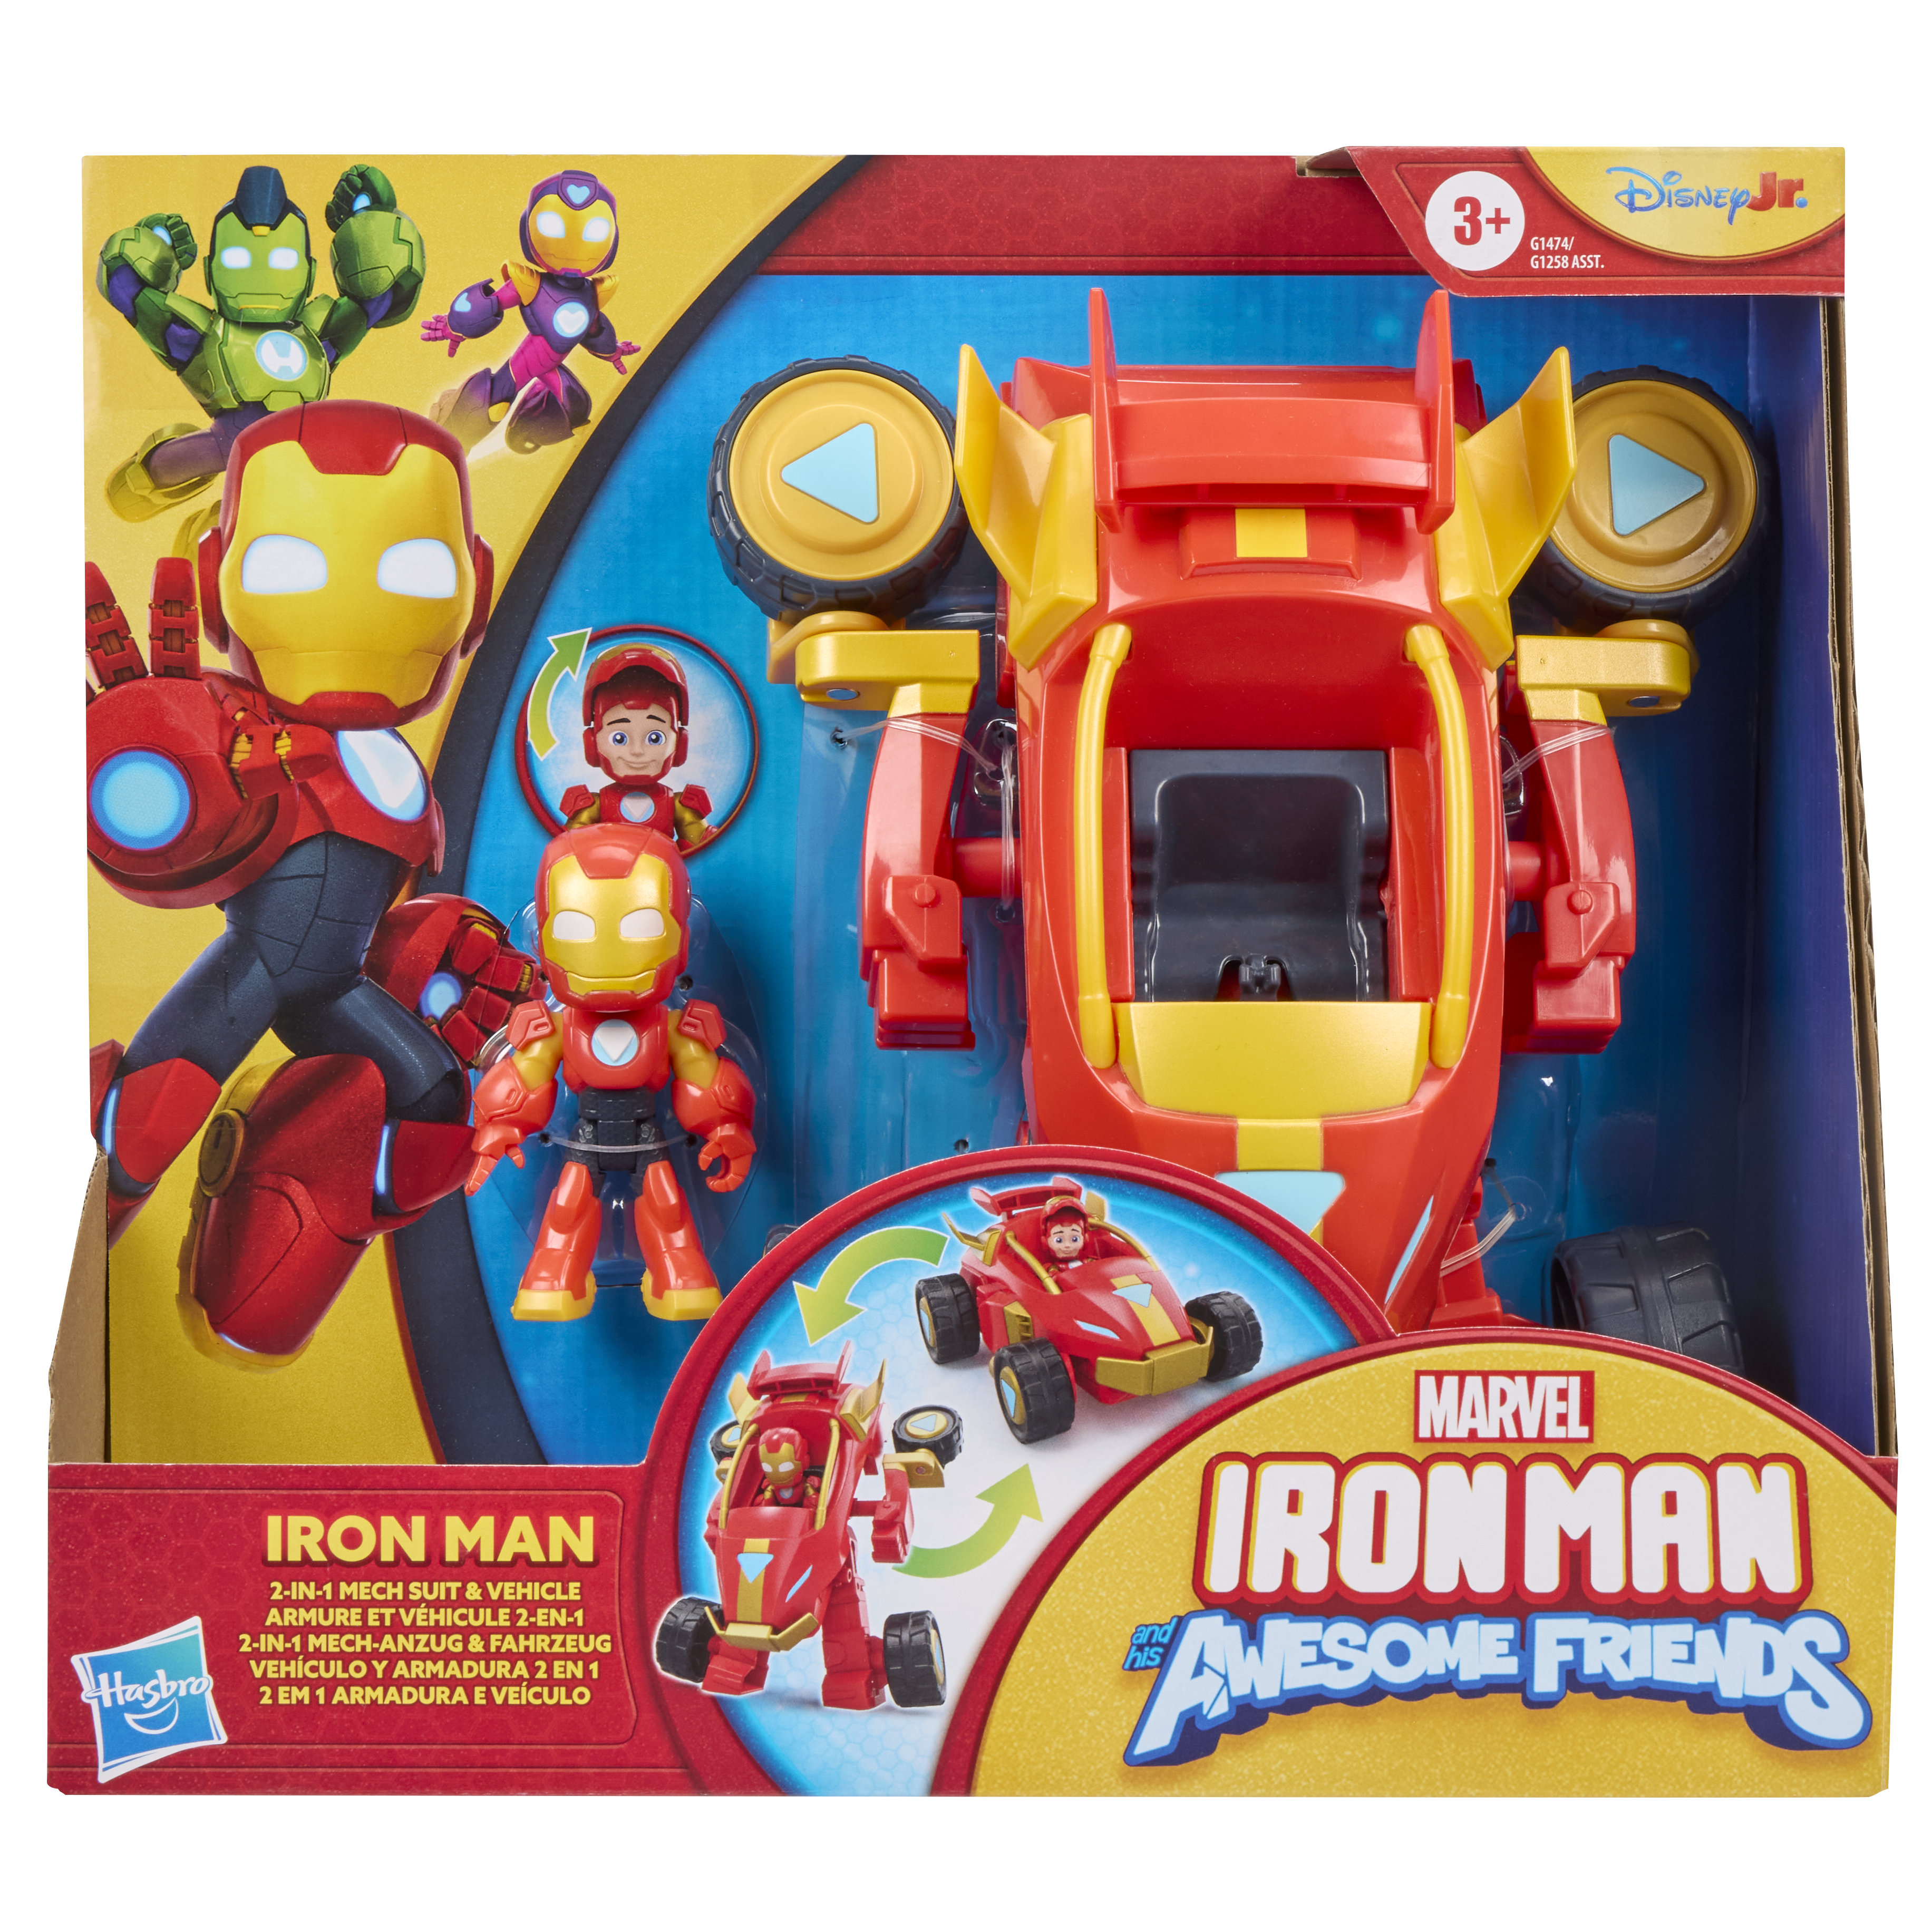 Disney Jr.
3+
G1474/
G1258 ASST.
MARVEL
IRON MAN
and his
AWESOME FRIENDS
IRON MAN
2-IN-1 MECH SUIT & VEHICLE
ARMURE ET VÉHICULE 2-EN-1
2-IN-1 MECH-ANZUG & FAHRZEUG
VEHÍCULO Y ARMADURA 2 EN 1
2 EM 1 ARMADURA E VEÍCULO
Hasbro